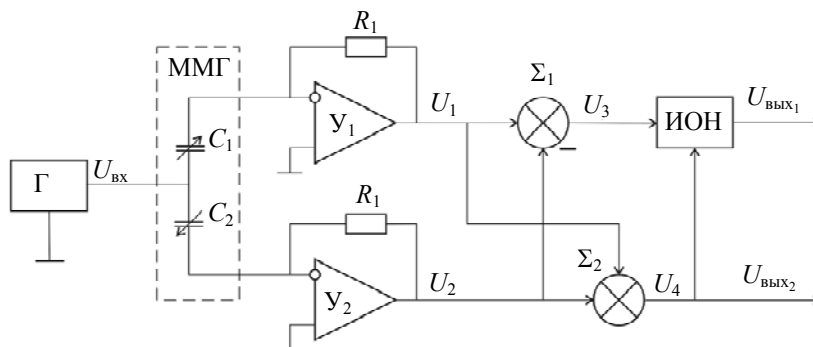 R₁
ММГ
Σ₁
U₁
U₃
Uвых₁
У₁
ИОН
C₁
Uвх
Г
C₂
R₁
Σ₂
U₂
U₄
Uвых₂
У₂